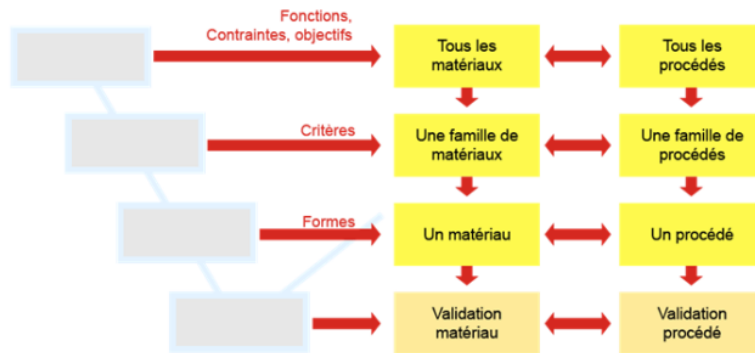 Fonctions,
Contraintes, objectifs
Tous les
matériaux
Tous les
procédés
Critères
Une famille de
matériaux
Une famille de
procédés
Formes
Un matériau
Un procédé
Validation
matériau
Validation
procédé